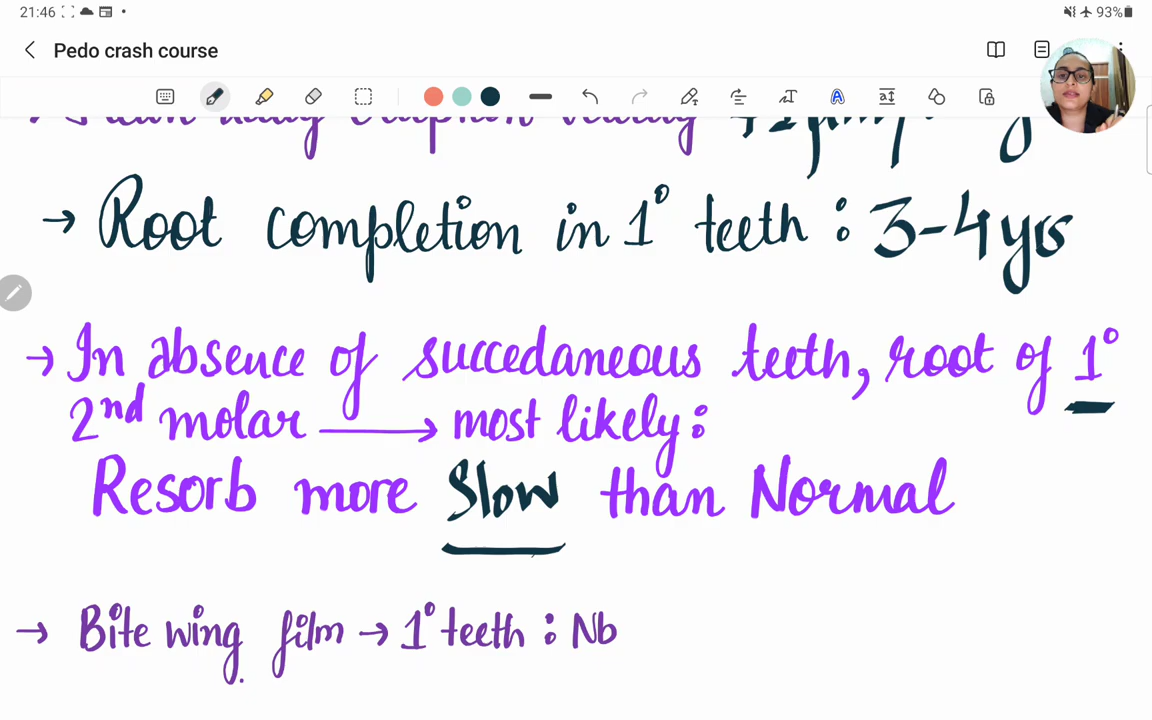 21:46
93%
Pedo crash course
eruption
→ Root completion in 1° teeth : 3-4 yrs
→ In absence of succedaneous teeth, root of 1°
2nd molar → most likely:
Resorb more Slow than Normal
→ Bite wing film → 1° teeth : Nb